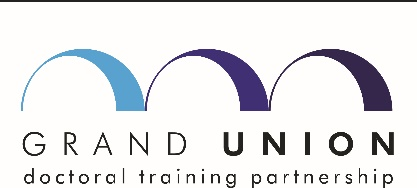 GRAND UNION
doctoral training partnership